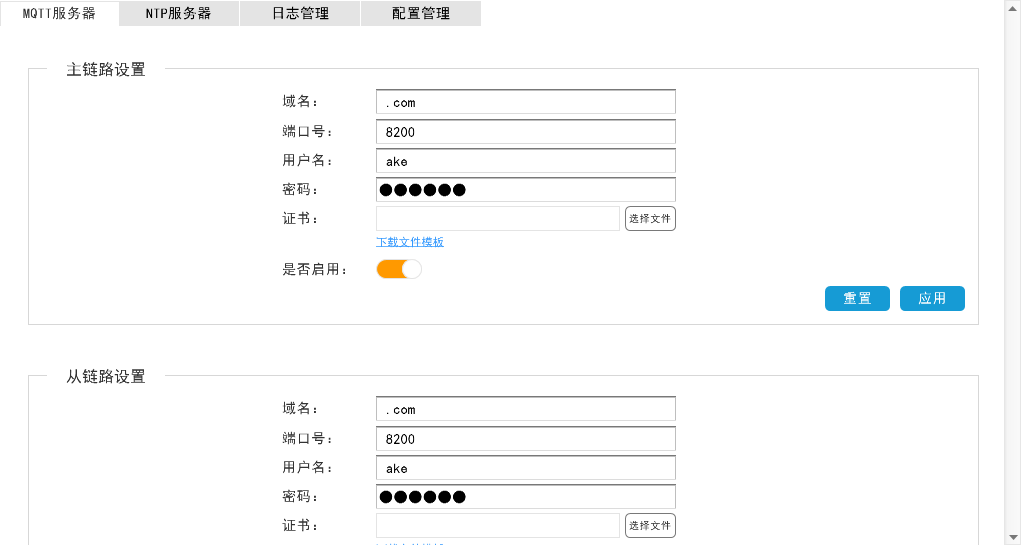 MQTT服务器 NTP服务器 日志管理 配置管理
主链路设置
域名： .com
端口号： 8200
用户名： ake
密码： ●●●●●●
证书： 选择文件
下载文件模板
是否启用：
重置 应用
从链路设置
域名： .com
端口号： 8200
用户名： ake
密码： ●●●●●●
证书： 选择文件